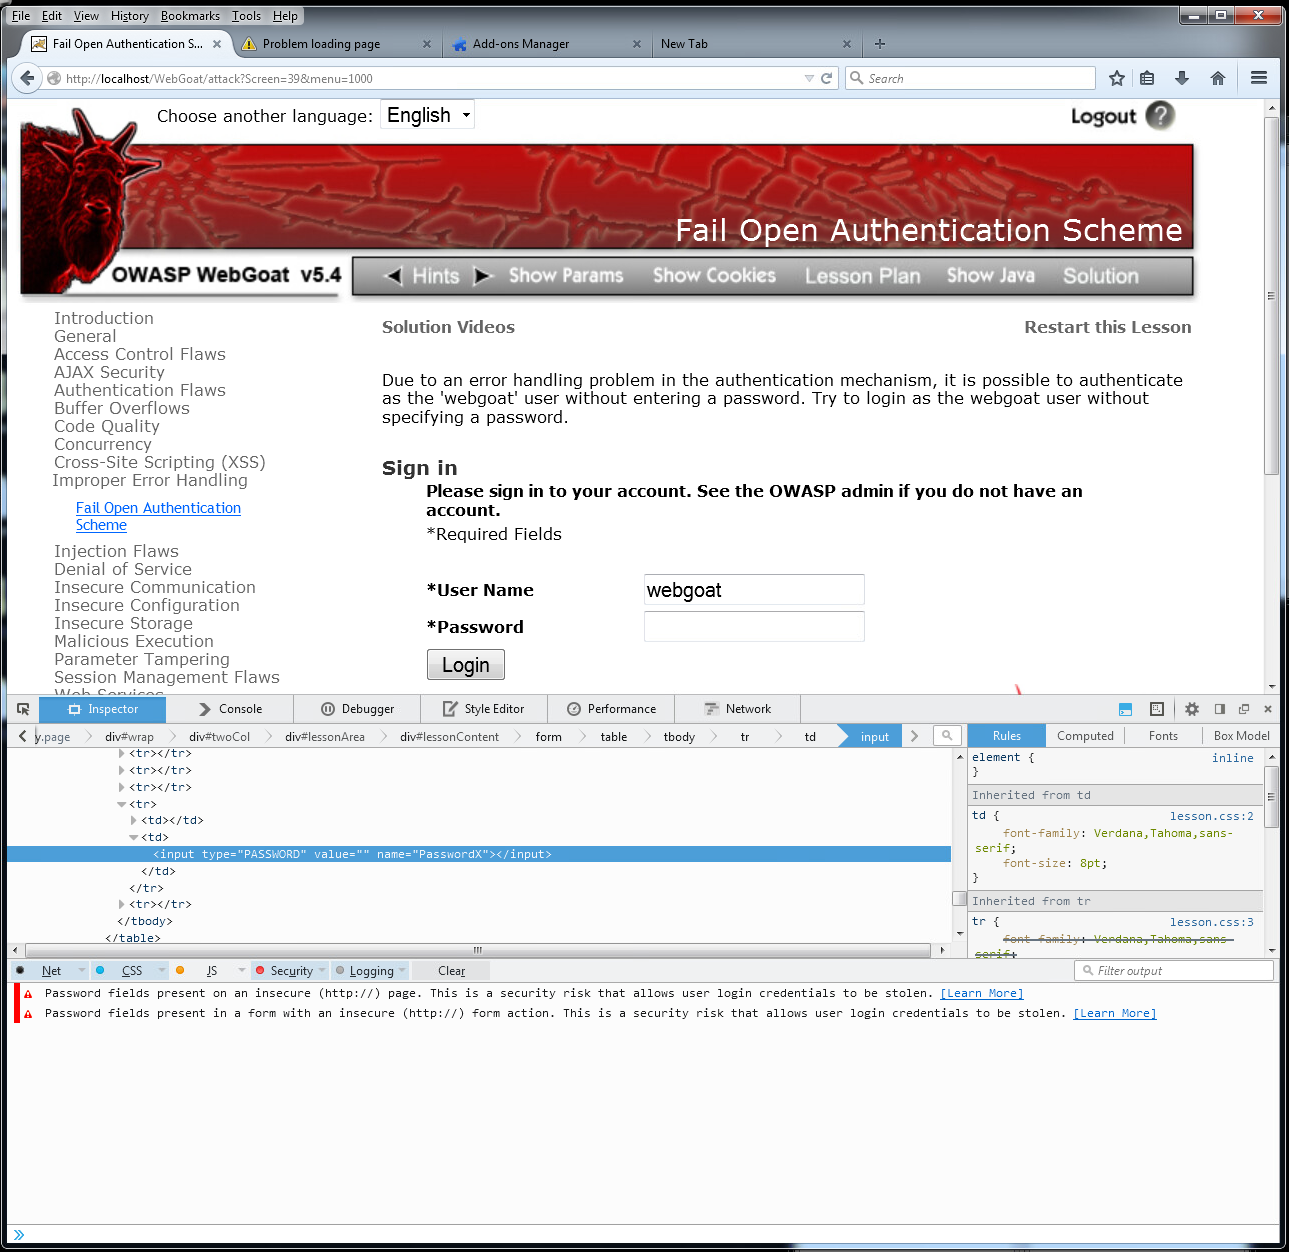 File Edit View History Bookmarks Tools Help
Fail Open Authentication S...
Problem loading page
Add-ons Manager
New Tab
http://localhost/WebGoat/attack?Screen=39&menu=1000
Search
Choose another language: English
Logout ?
Fail Open Authentication Scheme
OWASP WebGoat v5.4
Hints Show Params Show Cookies Lesson Plan Show Java Solution
Introduction
General
Access Control Flaws
AJAX Security
Authentication Flaws
Buffer Overflows
Code Quality
Concurrency
Cross-Site Scripting (XSS)
Improper Error Handling
Fail Open Authentication
Scheme
Injection Flaws
Denial of Service
Insecure Communication
Insecure Configuration
Insecure Storage
Malicious Execution
Parameter Tampering
Session Management Flaws
Web Services
Solution Videos
Restart this Lesson
Due to an error handling problem in the authentication mechanism, it is possible to authenticate
as the 'webgoat' user without entering a password. Try to login as the webgoat user without
specifying a password.
Sign in
Please sign in to your account. See the OWASP admin if you do not have an
account.
*Required Fields
*User Name webgoat
*Password
Login
Inspector Console Debugger Style Editor Performance Network
y.page div#wrap div#twoCol div#lessonArea div#lessonContent form table tbody tr td input
Rules Computed Fonts Box Model
<tr></tr>
<tr></tr>
<tr></tr>
<tr>
<td></td>
<td>
<input type="PASSWORD" value="" name="PasswordX"></input>
</td>
</tr>
<tr></tr>
</tbody>
</table>
element { inline
}
Inherited from td
td { lesson.css:2
font-family: Verdana,Tahoma,sans-
serif;
font-size: 8pt;
}
Inherited from tr
tr { lesson.css:3
font-family: Verdana,Tahoma,sans-
serif;
Net CSS JS Security Logging Clear
Filter output
Password fields present on an insecure (http://) page. This is a security risk that allows user login credentials to be stolen. [Learn More]
Password fields present in a form with an insecure (http://) form action. This is a security risk that allows user login credentials to be stolen. [Learn More]